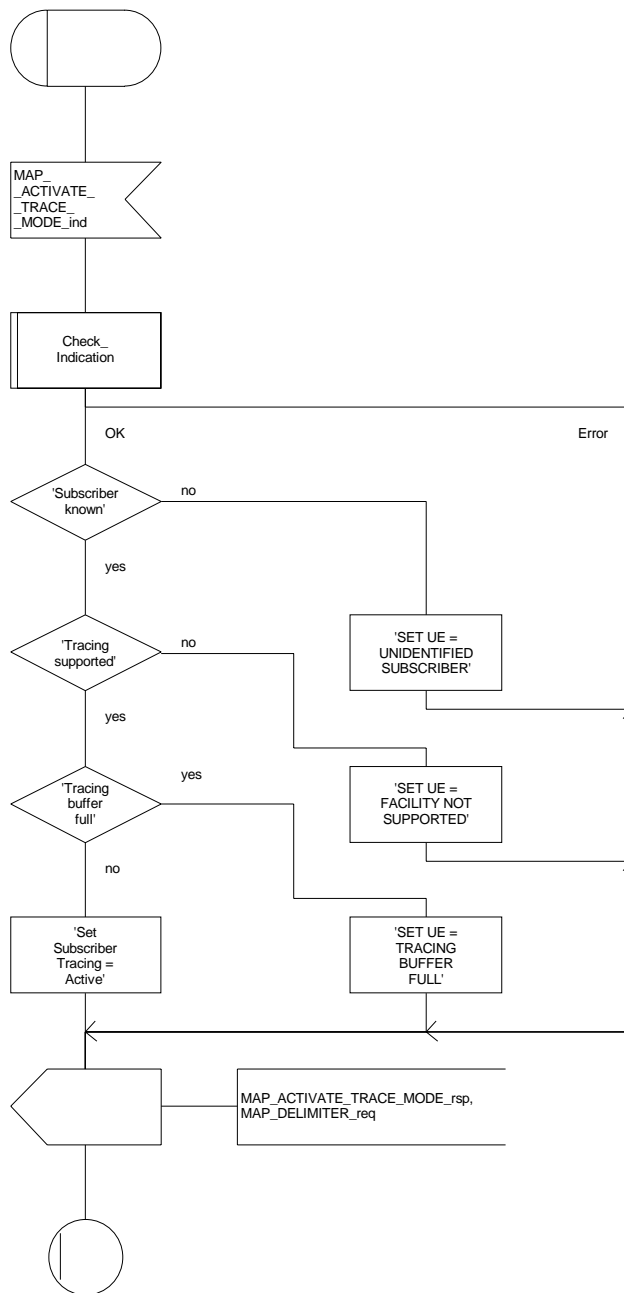 MAP_
_ACTIVATE_
_TRACE_
_MODE_ind
Check_
Indication
OK
Error
'Subscriber
known'
no
yes
'Tracing
supported'
no
'SET UE =
UNIDENTIFIED
SUBSCRIBER'
yes
'Tracing
buffer
full'
yes
'SET UE =
FACILITY NOT
SUPPORTED'
no
'Set
Subscriber
Tracing =
Active'
'SET UE =
TRACING
BUFFER
FULL'
MAP_ACTIVATE_TRACE_MODE_rsp,
MAP_DELIMITER_req